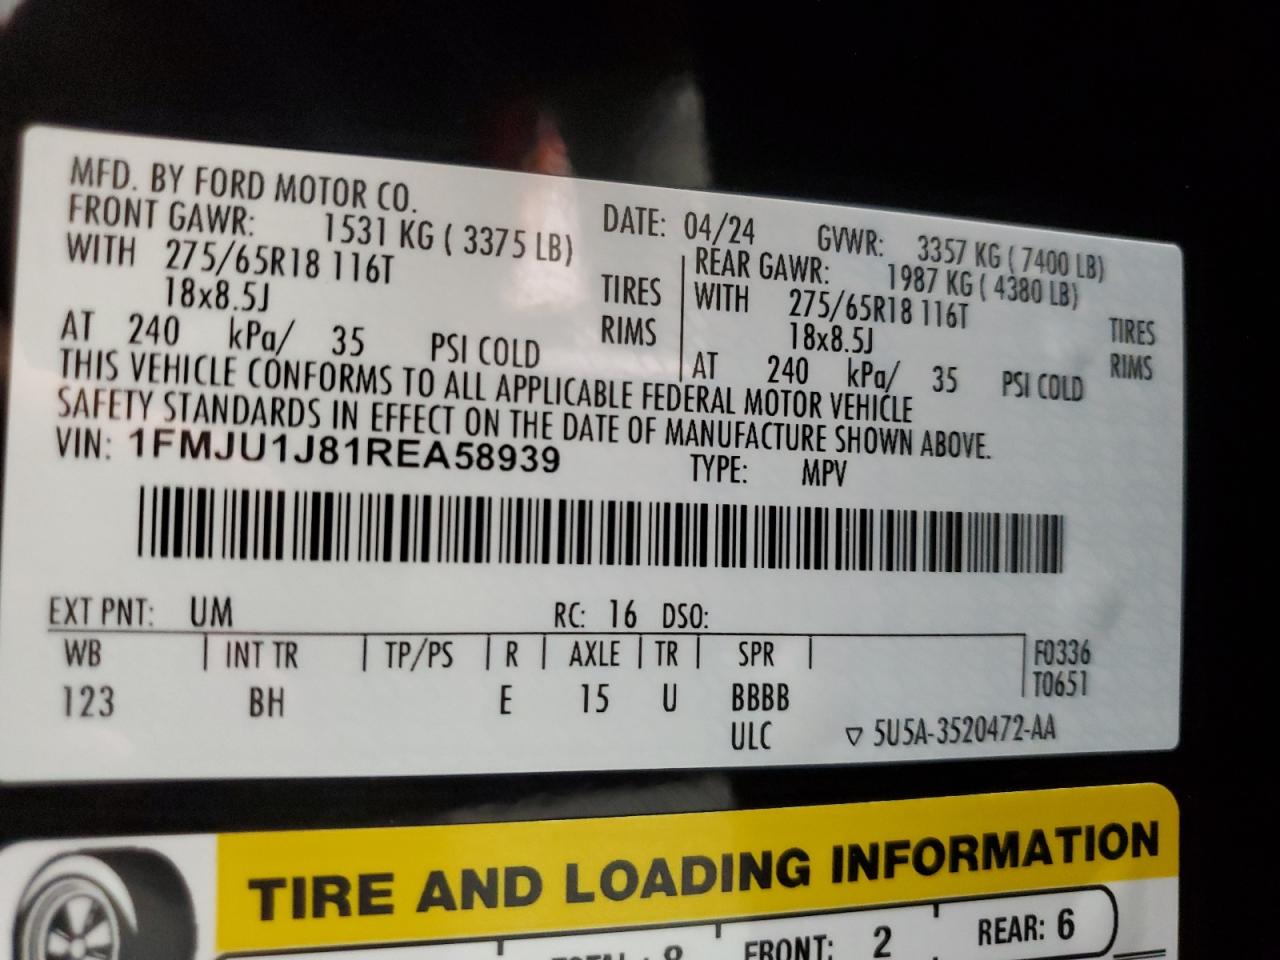 MFD. BY FORD MOTOR CO.
DATE: 04/24 GVWR: 3357 KG ( 7400 LB)
FRONT GAWR: 1531 KG ( 3375 LB)
WITH 275/65R18 116T TIRES
18x8.5J RIMS
AT 240 kPa/ 35 PSI COLD
REAR GAWR: 1987 KG ( 4380 LB)
WITH 275/65R18 116T TIRES
18x8.5J RIMS
AT 240 kPa/ 35 PSI COLD
THIS VEHICLE CONFORMS TO ALL APPLICABLE FEDERAL MOTOR VEHICLE
SAFETY STANDARDS IN EFFECT ON THE DATE OF MANUFACTURE SHOWN ABOVE.
VIN: 1FMJU1J81REA58939 TYPE: MPV
EXT PNT: UM RC: 16 DSO:
WB INT TR TP/PS R AXLE TR SPR F0336
T0651
123 BH E 15 U BBBB
ULC ▽ 5U5A-3520472-AA
TIRE AND LOADING INFORMATION
TOTAL: 8 FRONT: 2 REAR: 6